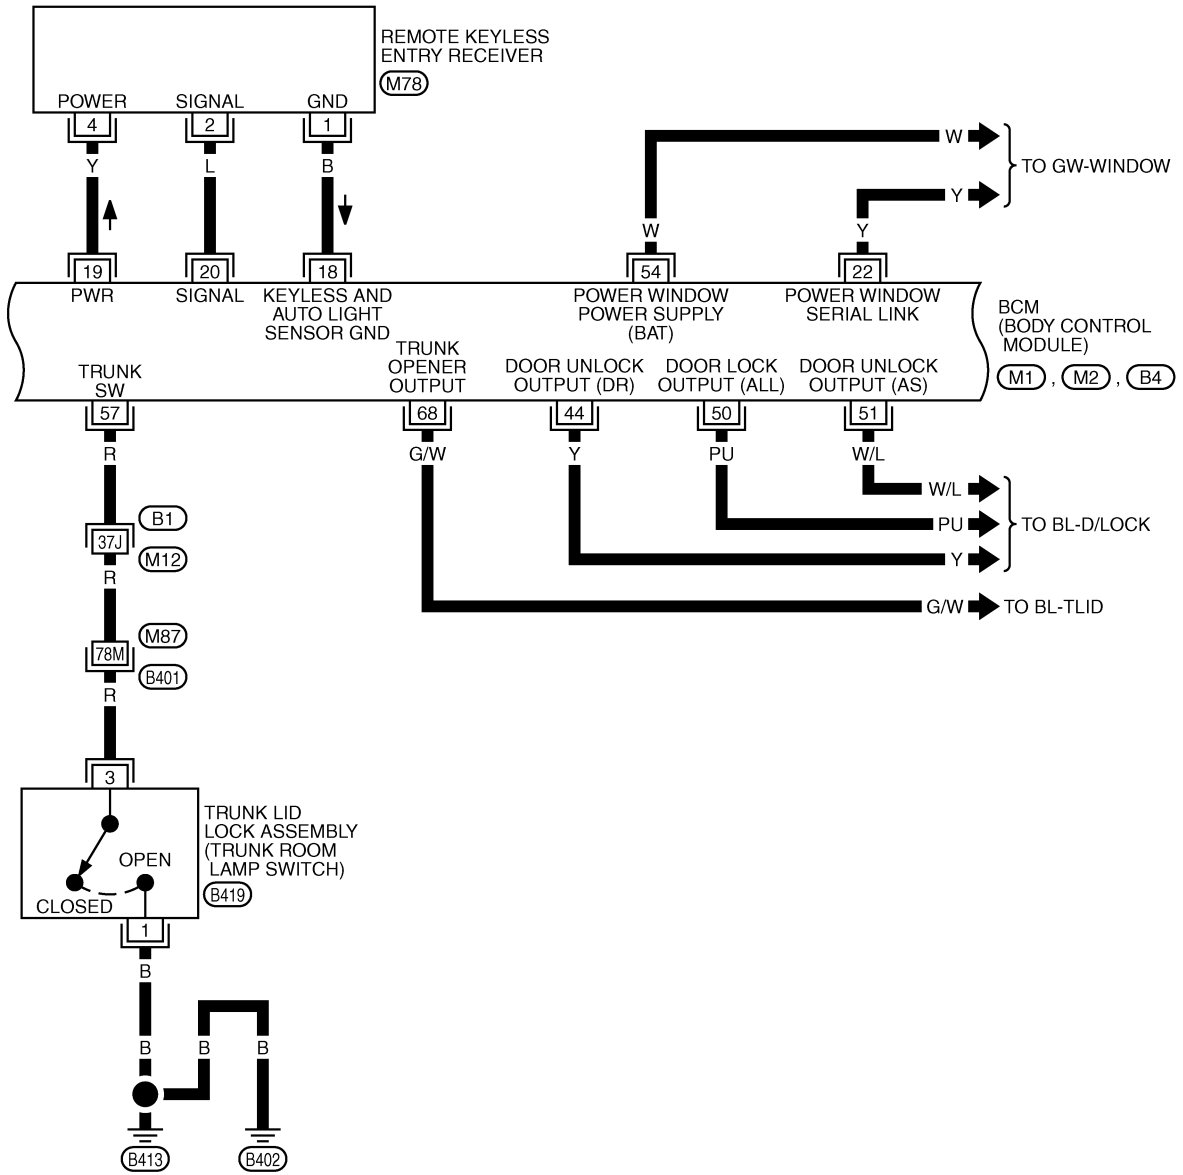 REMOTE KEYLESS
ENTRY RECEIVER
M78
POWER SIGNAL GND
4 2 1
Y L B
W
TO GW-WINDOW
Y
W Y
19 20 18 54 22
PWR
SIGNAL
KEYLESS AND
AUTO LIGHT
SENSOR GND
POWER WINDOW
POWER SUPPLY
(BAT)
POWER WINDOW
SERIAL LINK
BCM
(BODY CONTROL
MODULE)
M1 , M2 , B4
TRUNK
SW
TRUNK
OPENER
OUTPUT
DOOR UNLOCK
OUTPUT (DR)
DOOR LOCK
OUTPUT (ALL)
DOOR UNLOCK
OUTPUT (AS)
57 68 44 50 51
R G/W Y PU W/L
W/L
PU
TO BL-D/LOCK
Y
G/W TO BL-TLID
B1
37J
M12
R
M87
78M
B401
R
3
TRUNK LID
LOCK ASSEMBLY
(TRUNK ROOM
LAMP SWITCH)
B419
OPEN
CLOSED
1
B
B B B
B413 B402